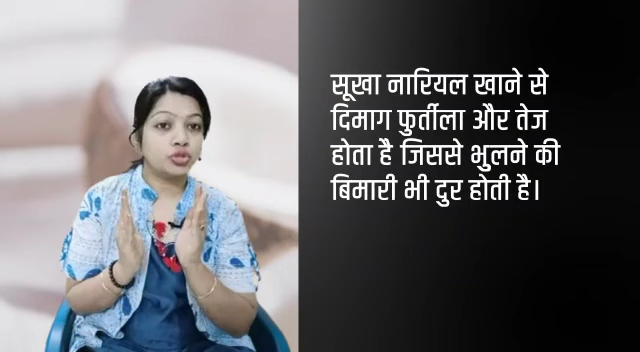 सूखा नारियल खाने से
दिमाग फुर्तीला और तेज
होता है जिससे भुलने की
बिमारी भी दुर होती है।